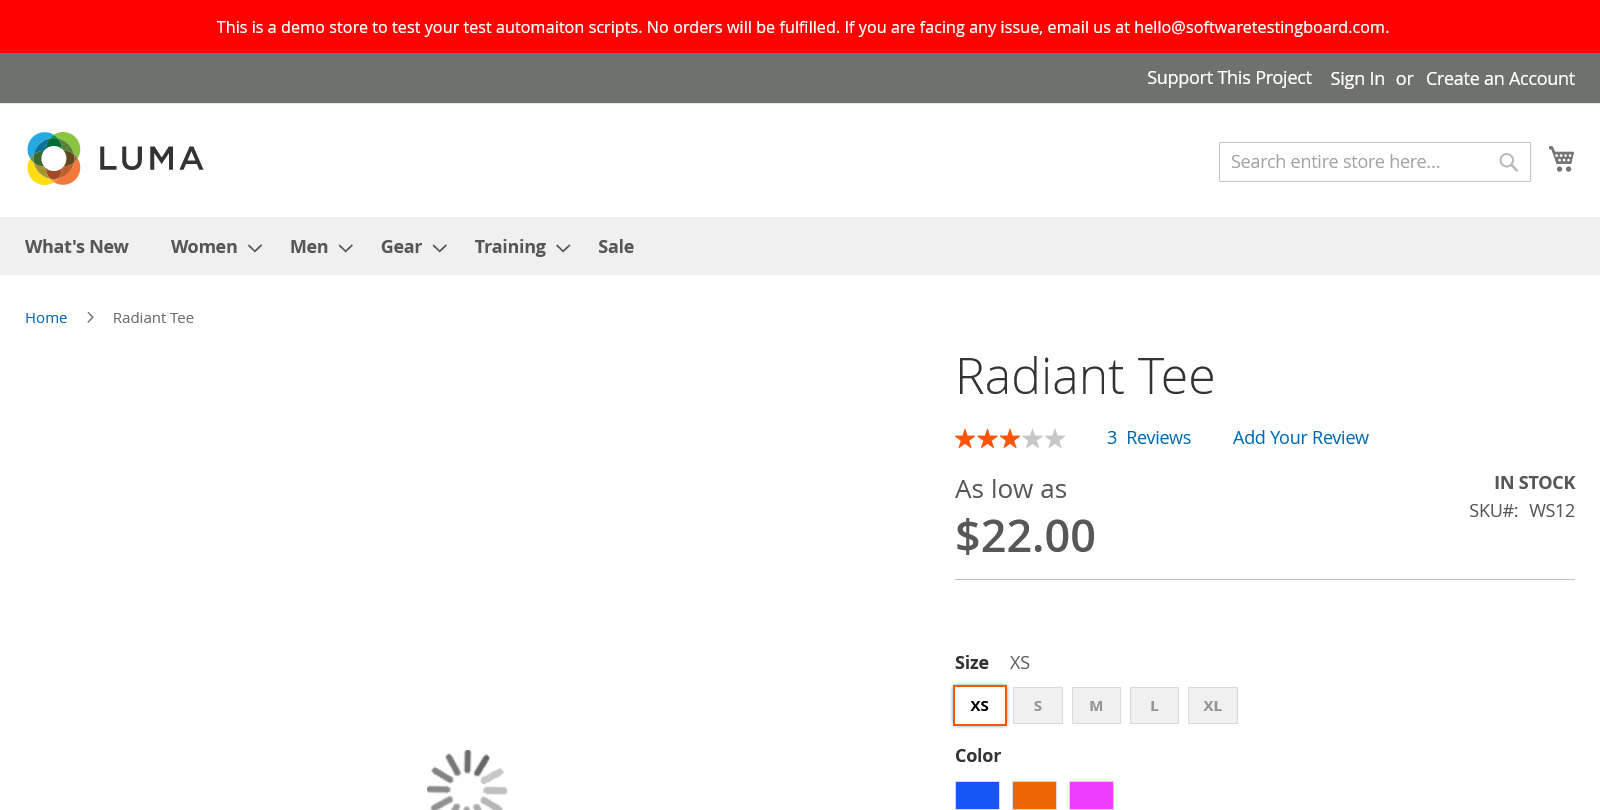 This is a demo store to test your test automaiton scripts. No orders will be fulfilled. If you are facing any issue, email us at hello@softwaretestingboard.com.
Support This Project Sign In or Create an Account
LUMA
Search entire store here...
What's New Women Men Gear Training Sale
Home Radiant Tee
Radiant Tee
3 Reviews Add Your Review
As low as
$22.00
IN STOCK
SKU#: WS12
Size XS
XS S M L XL
Color